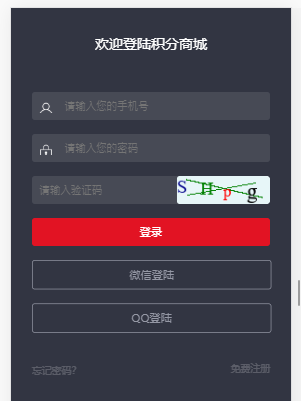 欢迎登陆积分商城
请输入您的手机号
请输入您的密码
请输入验证码 SHpg
登录
微信登陆
QQ登陆
忘记密码？ 免费注册